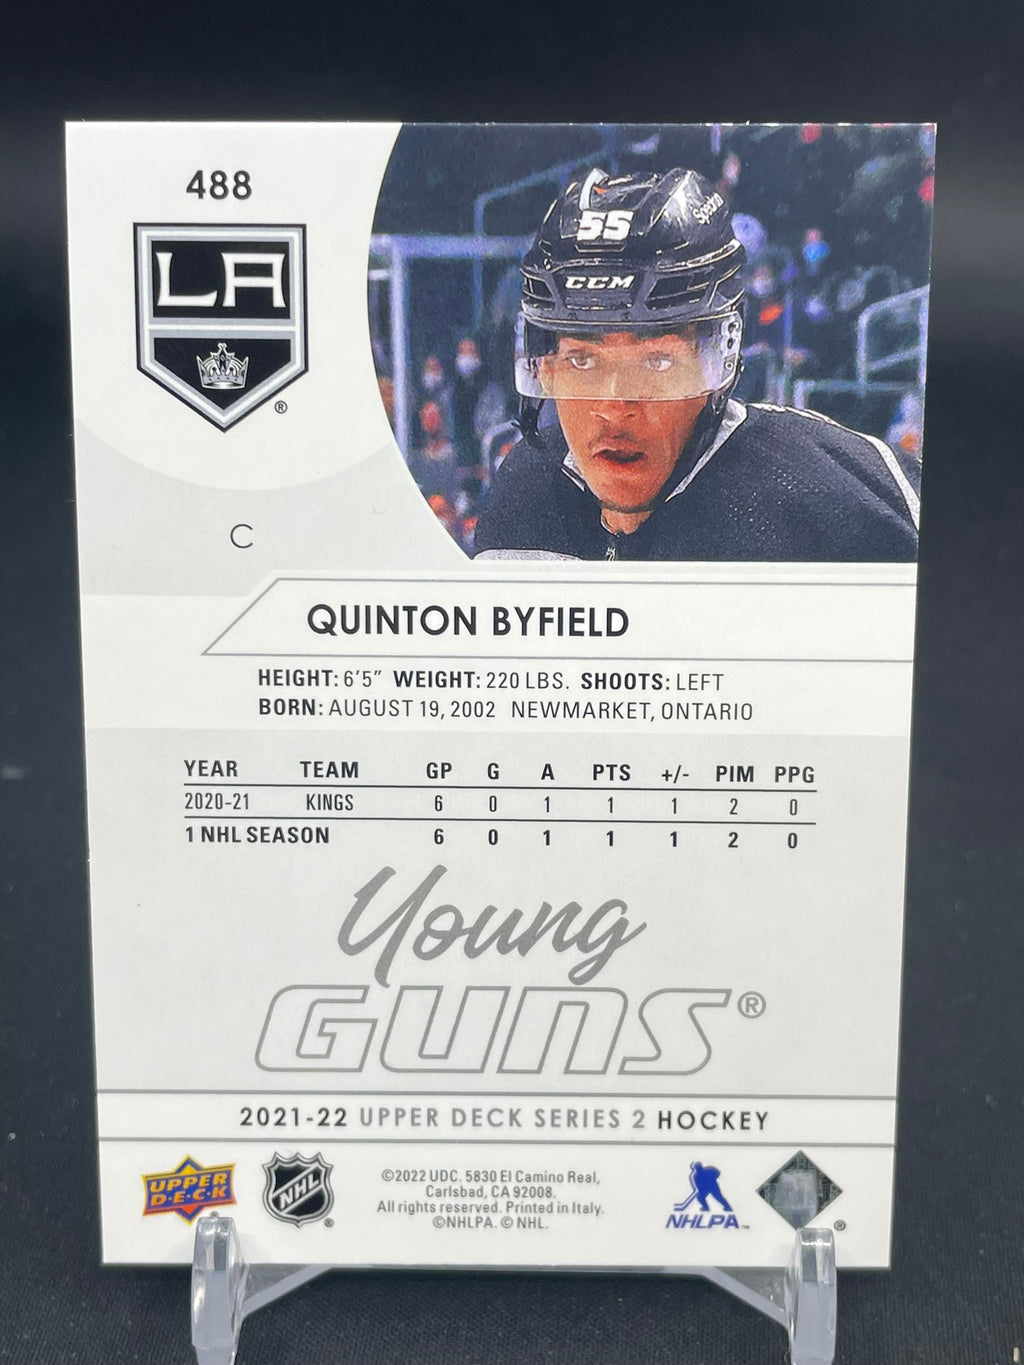 488
LA
®
C
55
Speedna
CCM
QUINTON BYFIELD
HEIGHT: 6'5" WEIGHT: 220 LBS. SHOOTS: LEFT
BORN: AUGUST 19, 2002 NEWMARKET, ONTARIO
YEAR TEAM GP G A PTS +/- PIM PPG
2020-21 KINGS 6 0 1 1 1 2 0
1 NHL SEASON 6 0 1 1 1 2 0
Young
GUNS®
2021-22 UPPER DECK SERIES 2 HOCKEY
UPPER
D·E·C·K
®
NHL
®
©2022 UDC. 5830 El Camino Real,
Carlsbad, CA 92008.
All rights reserved. Printed in Italy.
©NHLPA. © NHL.
NHLPA™
®